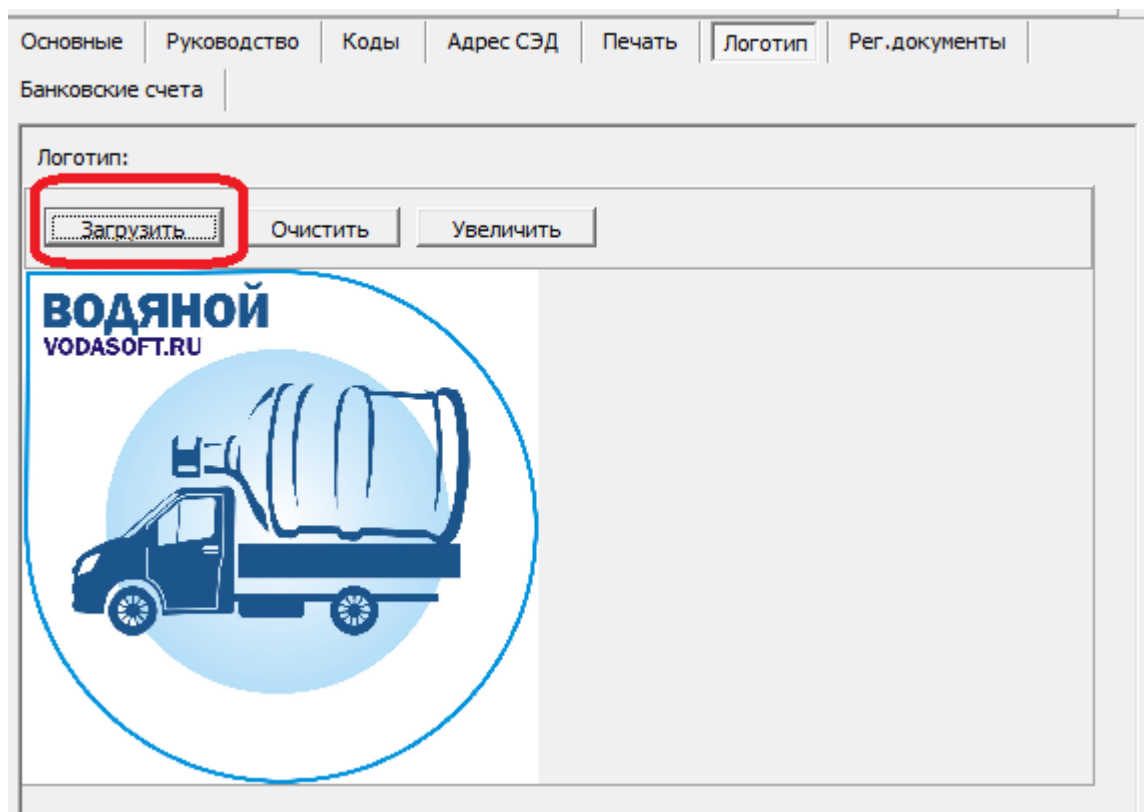 Основные Руководство Коды Адрес СЭД Печать Логотип Рег.документы
Банковские счета
Логотип:
Загрузить Очистить Увеличить
ВОДЯНОЙ
VODASOFT.RU